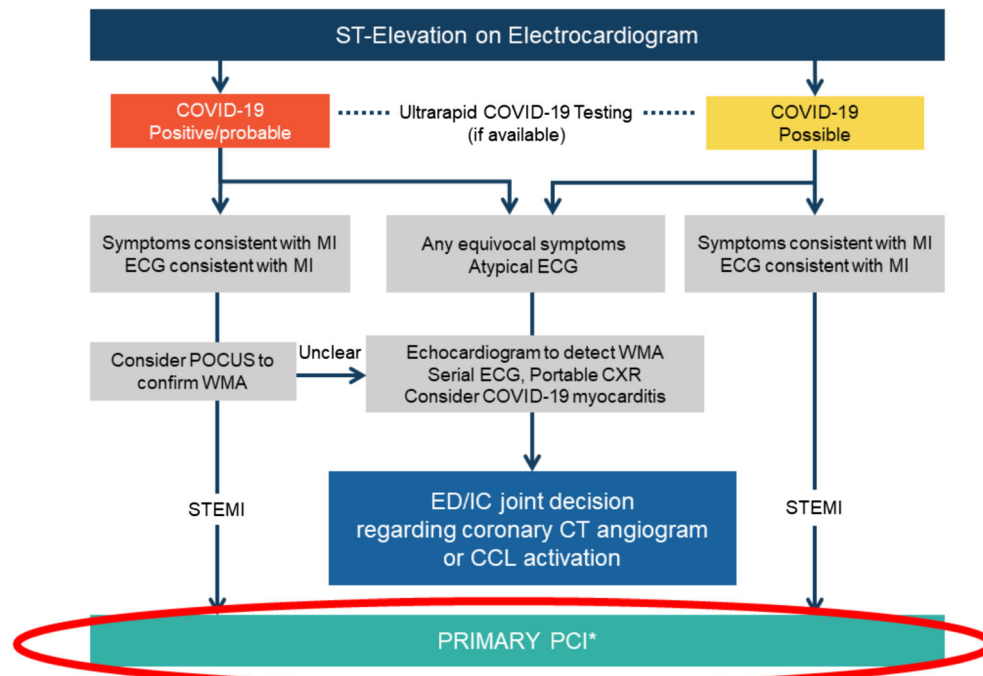 ST-Elevation on Electrocardiogram
COVID-19
Positive/probable
Ultrarapid COVID-19 Testing
(if available)
COVID-19
Possible
Symptoms consistent with MI
ECG consistent with MI
Any equivocal symptoms
Atypical ECG
Symptoms consistent with MI
ECG consistent with MI
Consider POCUS to
confirm WMA
Unclear
Echocardiogram to detect WMA
Serial ECG, Portable CXR
Consider COVID-19 myocarditis
STEMI
ED/IC joint decision
regarding coronary CT angiogram
or CCL activation
STEMI
PRIMARY PCI*